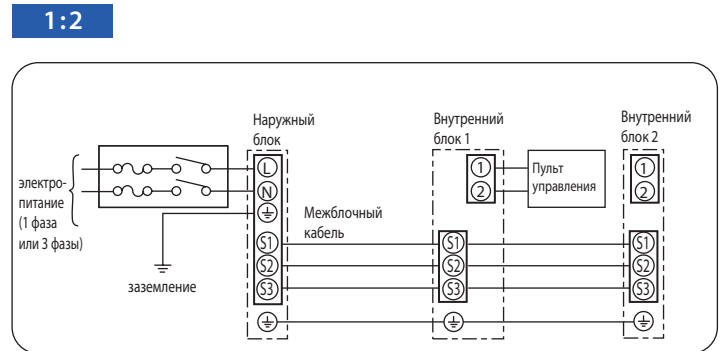 1:2
Наружный
блок
Внутренний
блок 1
Внутренний
блок 2
электро-
питание
(1 фаза
или 3 фазы)
L
N
1
2
Пульт
управления
1
2
Межблочный
кабель
S1
S2
S3
S1
S2
S3
S1
S2
S3
заземление